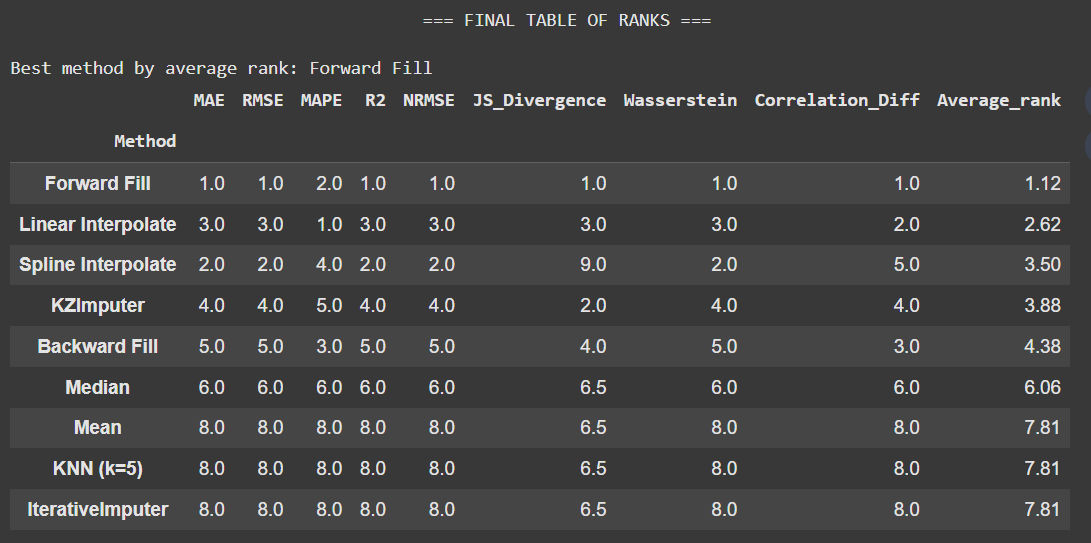 === FINAL TABLE OF RANKS ===
Best method by average rank: Forward Fill
MAE RMSE MAPE R2 NRMSE JS_Divergence Wasserstein Correlation_Diff Average_rank
Method
Forward Fill 1.0 1.0 2.0 1.0 1.0 1.0 1.0 1.0 1.12
Linear Interpolate 3.0 3.0 1.0 3.0 3.0 3.0 3.0 2.0 2.62
Spline Interpolate 2.0 2.0 4.0 2.0 2.0 9.0 2.0 5.0 3.50
KZImputer 4.0 4.0 5.0 4.0 4.0 2.0 4.0 4.0 3.88
Backward Fill 5.0 5.0 3.0 5.0 5.0 4.0 5.0 3.0 4.38
Median 6.0 6.0 6.0 6.0 6.0 6.5 6.0 6.0 6.06
Mean 8.0 8.0 8.0 8.0 8.0 6.5 8.0 8.0 7.81
KNN (k=5) 8.0 8.0 8.0 8.0 8.0 6.5 8.0 8.0 7.81
IterativeImputer 8.0 8.0 8.0 8.0 8.0 6.5 8.0 8.0 7.81